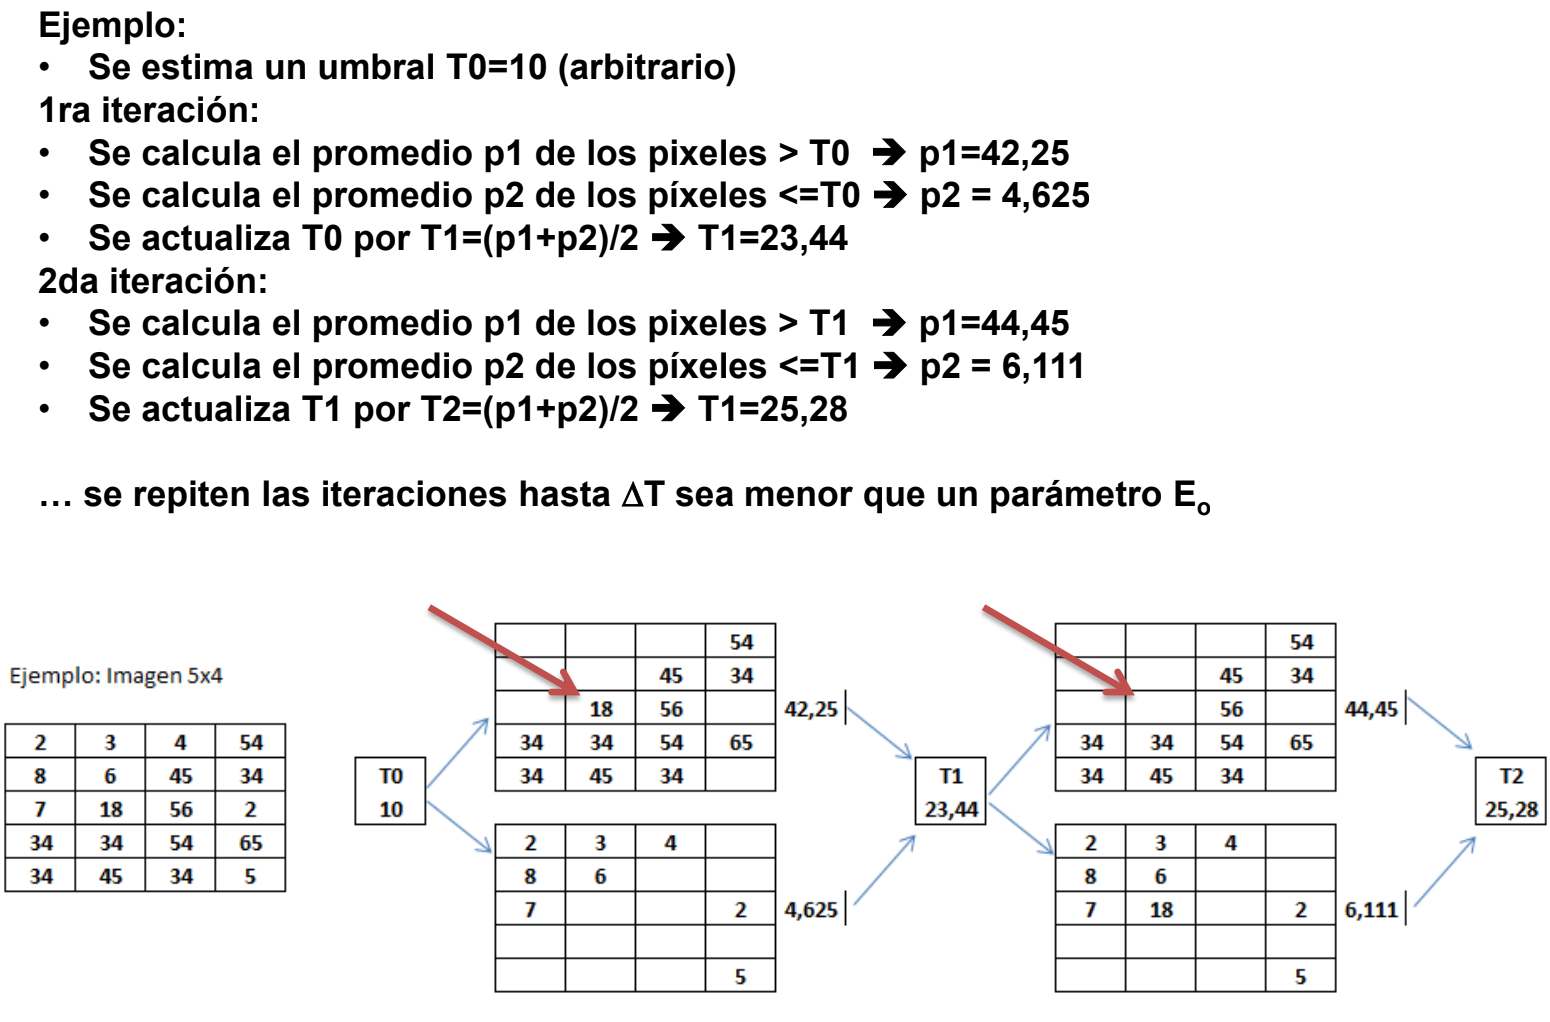 Ejemplo:
• Se estima un umbral T0=10 (arbitrario)
1ra iteración:
• Se calcula el promedio p1 de los pixeles > T0 ➔ p1=42,25
• Se calcula el promedio p2 de los píxeles <=T0 ➔ p2 = 4,625
• Se actualiza T0 por T1=(p1+p2)/2 ➔ T1=23,44
2da iteración:
• Se calcula el promedio p1 de los pixeles > T1 ➔ p1=44,45
• Se calcula el promedio p2 de los píxeles <=T1 ➔ p2 = 6,111
• Se actualiza T1 por T2=(p1+p2)/2 ➔ T1=25,28
… se repiten las iteraciones hasta ΔT sea menor que un parámetro Eo
Ejemplo: Imagen 5x4
2 3 4 54
8 6 45 34
7 18 56 2
34 34 54 65
34 45 34 5
T0
10
54
45 34
18 56
34 34 54 65
34 45 34
42,25
2 3 4
8 6
7 2
5
4,625
T1
23,44
54
45 34
56
34 34 54 65
34 45 34
44,45
2 3 4
8 6
7 18 2
5
6,111
T2
25,28